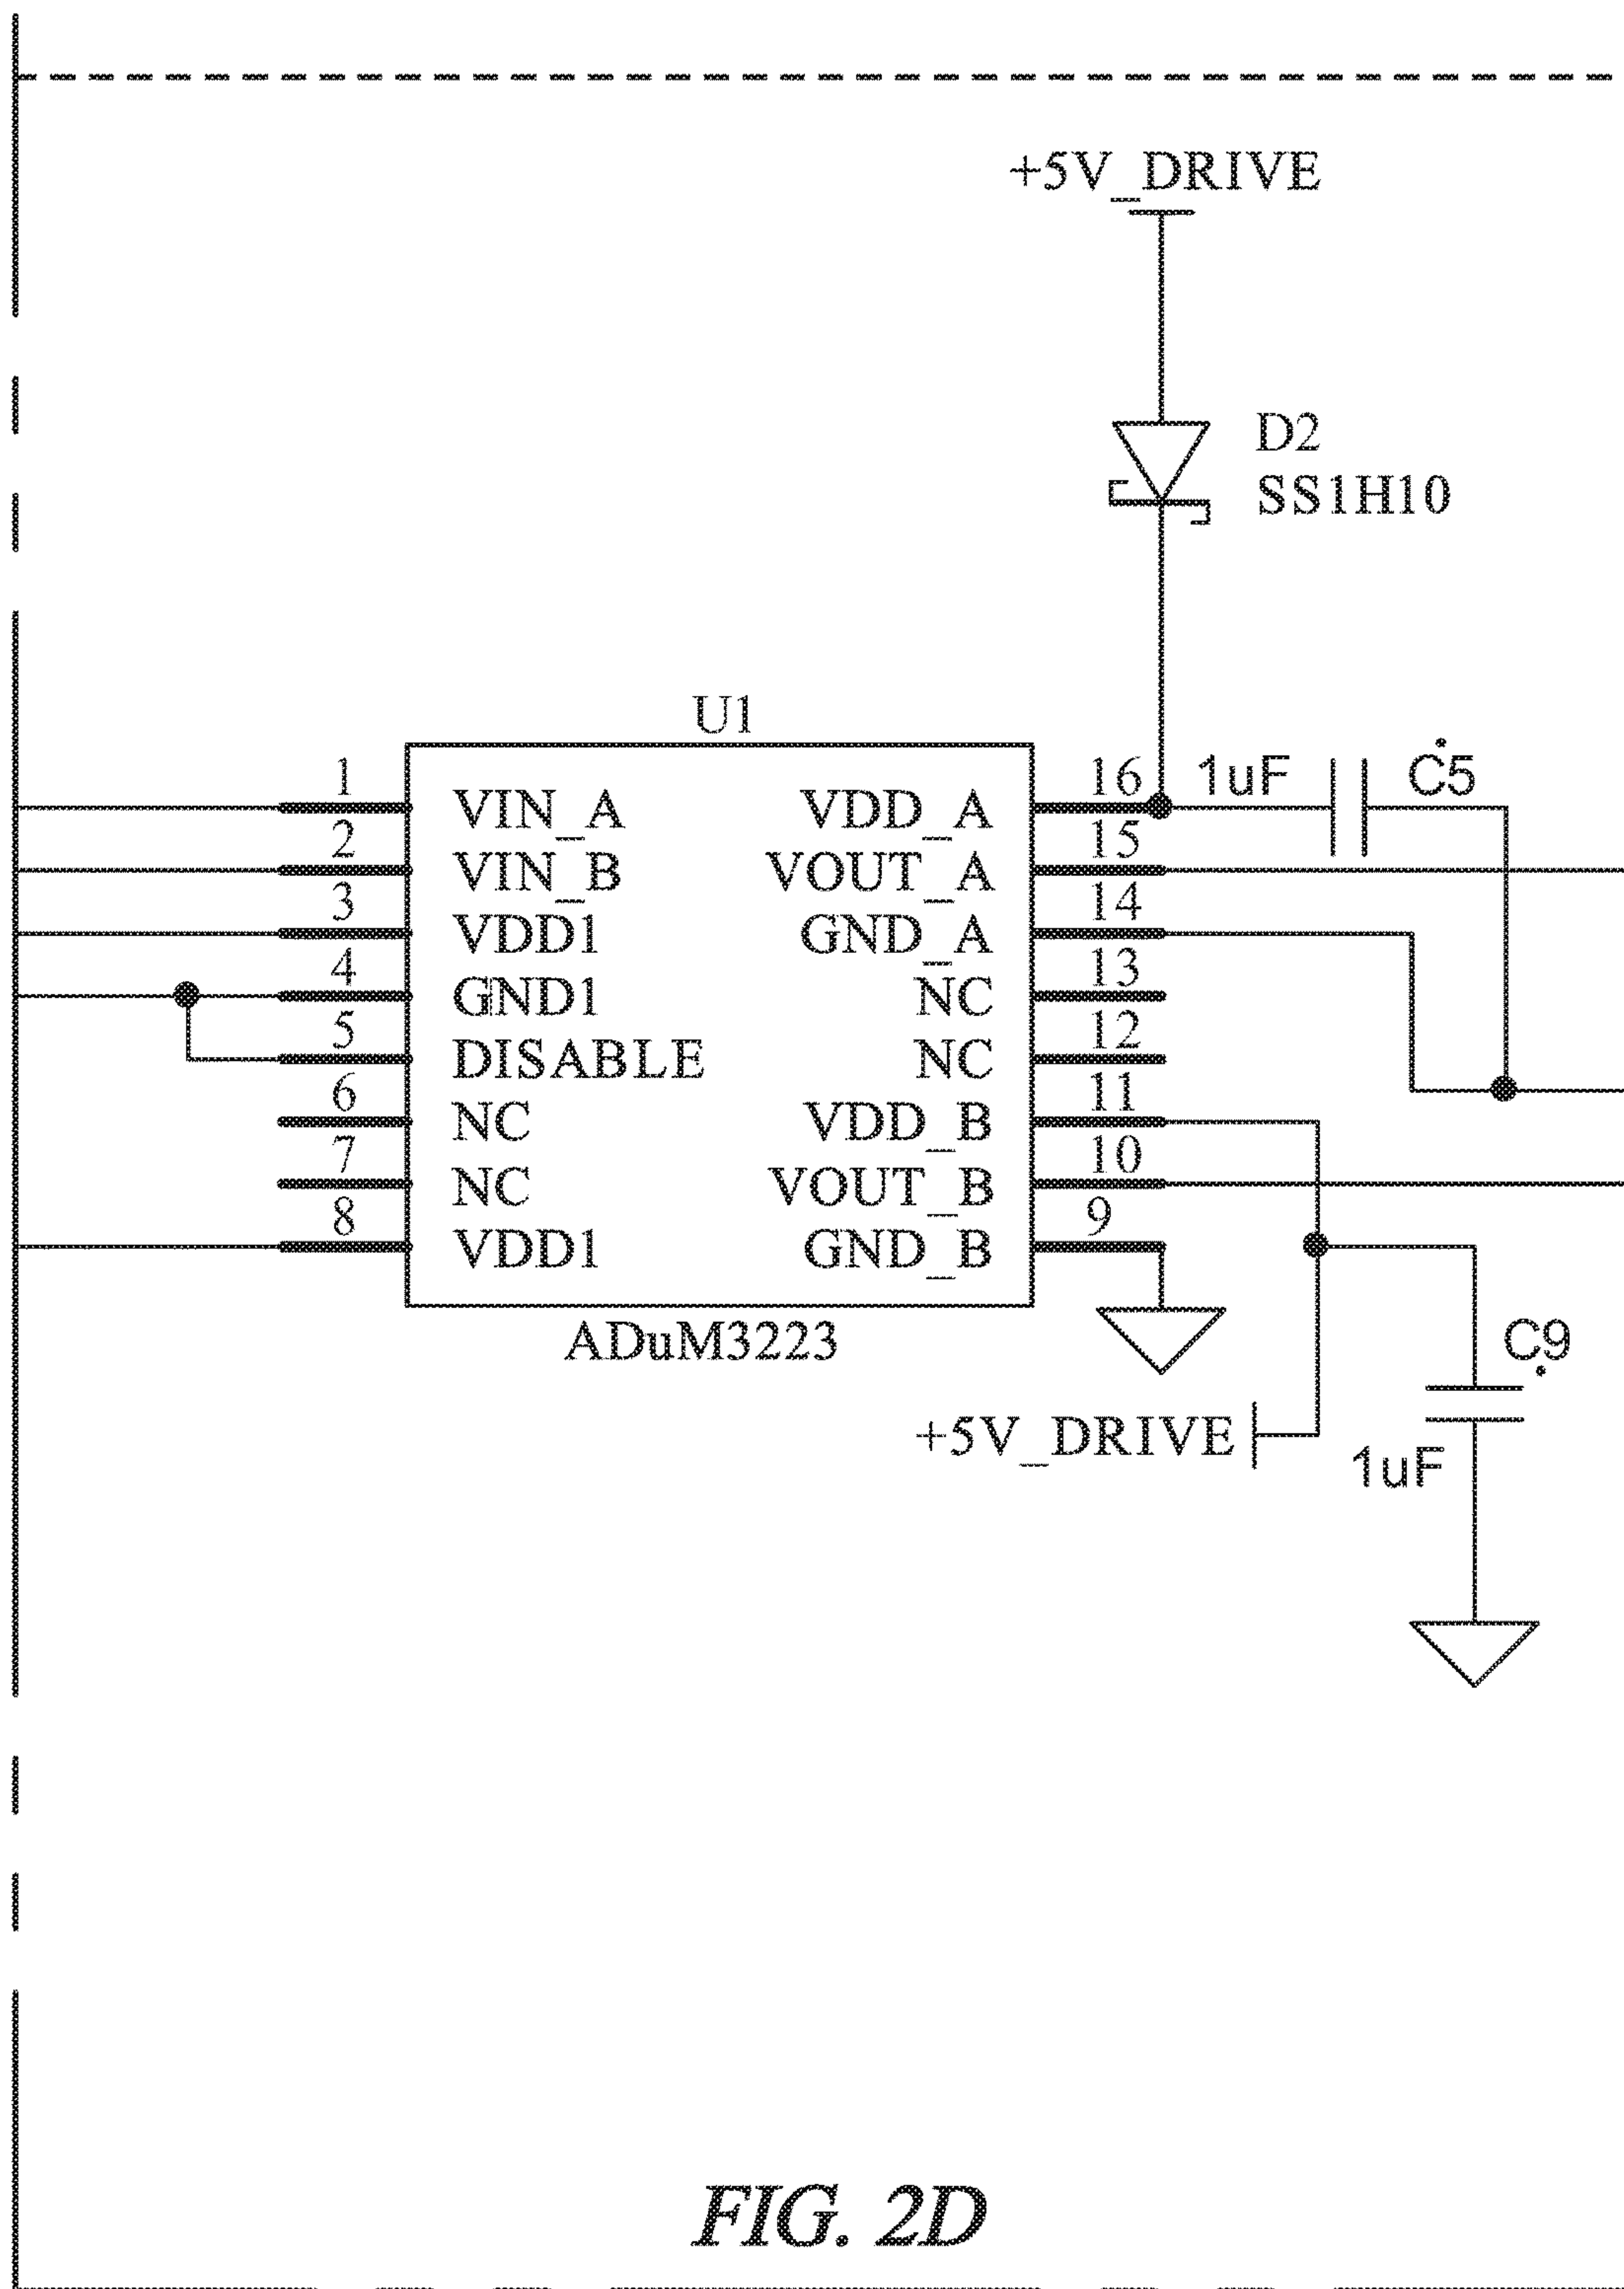 +5V_DRIVE
D2
SS1H10
U1
1 VIN_A VDD_A 16 1uF C5
2 VIN_B VOUT_A 15
3 VDD1 GND_A 14
4 GND1 NC 13
5 DISABLE NC 12
6 NC VDD_B 11
7 NC VOUT_B 10
8 VDD1 GND_B 9
ADuM3223
C9
+5V_DRIVE
1uF
FIG. 2D